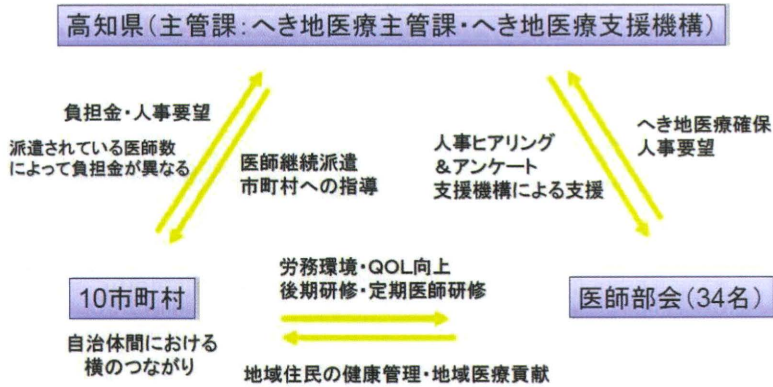 高知県(主管課:へき地医療主管課・へき地医療支援機構)
負担金・人事要望
派遣されている医師数
によって負担金が異なる
医師継続派遣
市町村への指導
人事ヒアリング
&アンケート
支援機構による支援
へき地医療確保
人事要望
10市町村
自治体間における
横のつながり
労務環境・QOL向上
後期研修・定期医師研修
地域住民の健康管理・地域医療貢献
医師部会(34名)